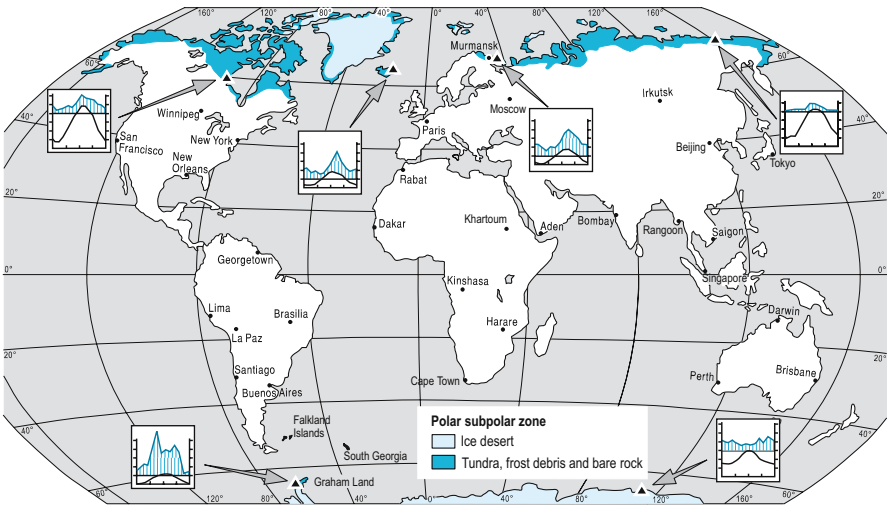 160°
120°
80°
40°
0°
40°
80°
120°
160°
60°
60°
Murmansk
Irkutsk
Moscow
Winnipeg
40°
40°
Paris
San
Francisco
New York
Beijing
New
Orleans
Tokyo
Rabat
20°
20°
Dakar
Khartoum
Aden
Bombay
Rangoon
Saigon
Georgetown
0°
0°
Singapore
Kinshasa
Lima
Brasilia
Darwin
Harare
La Paz
20°
20°
Santiago
Cape Town
Perth
Brisbane
Buenos Aires
Falkland
Islands
40°
40°
South Georgia
Graham Land
60°
60°
120°
80°
40°
0°
40°
80°
120°
160°
Polar subpolar zone
Ice desert
Tundra, frost debris and bare rock